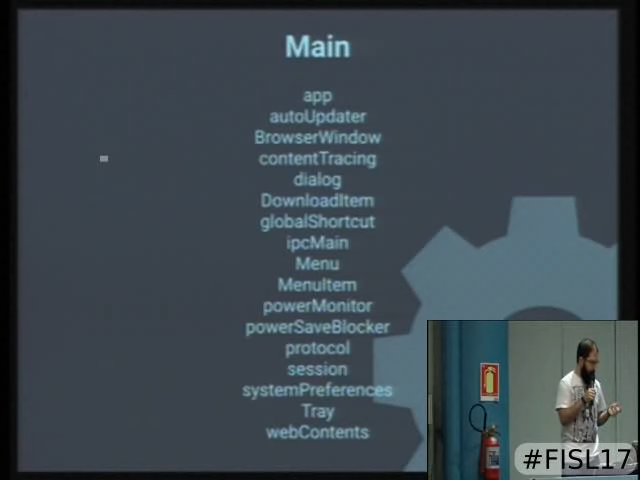 Main
app
autoUpdater
BrowserWindow
contentTracing
dialog
DownloadItem
globalShortcut
ipcMain
Menu
MenuItem
powerMonitor
powerSaveBlocker
protocol
session
systemPreferences
Tray
webContents
#FISL17